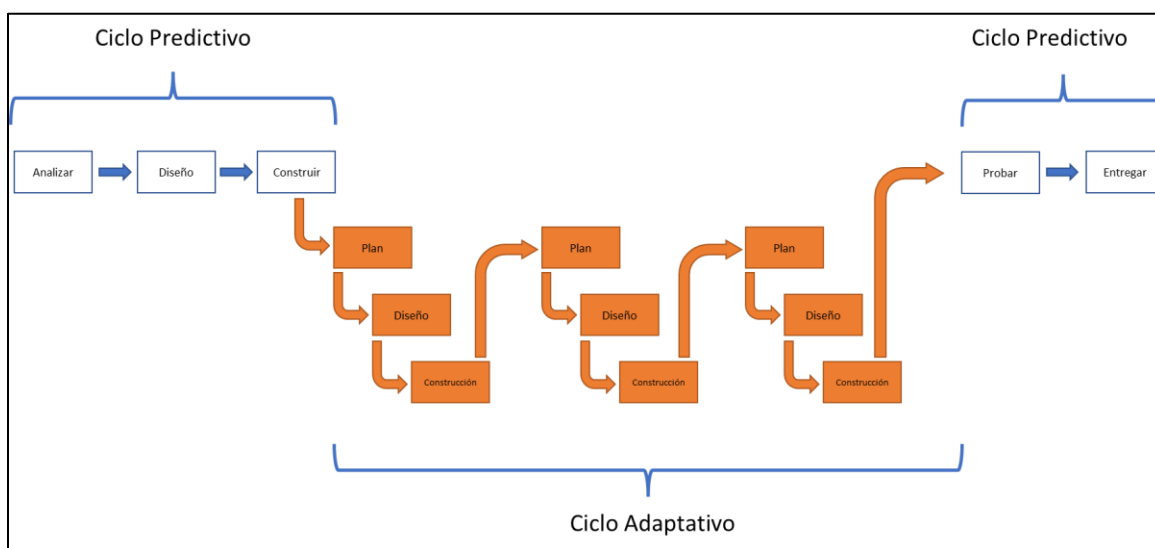 Ciclo Predictivo
Ciclo Predictivo
Analizar
Diseño
Construir
Probar
Entregar
Plan
Plan
Plan
Diseño
Diseño
Diseño
Construcción
Construcción
Construcción
Ciclo Adaptativo